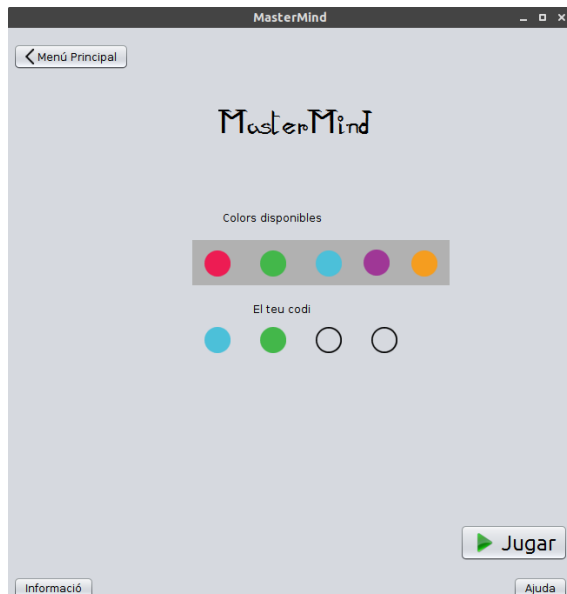 MasterMind
Menú Principal
MasterMind
Colors disponibles
El teu codi
Jugar
Informació
Ajuda